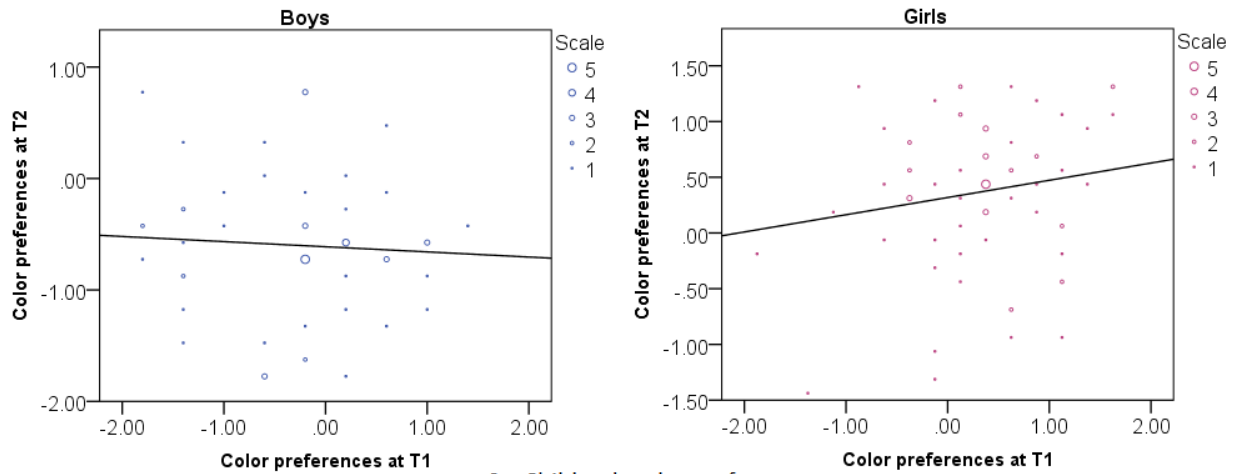 Boys
Scale
5
4
3
2
1
1.00
.00
-1.00
-2.00
Color preferences at T2
-2.00 -1.00 .00 1.00 2.00
Color preferences at T1
Girls
Scale
5
4
3
2
1
1.50
1.00
.50
.00
-.50
-1.00
-1.50
Color preferences at T2
-2.00 -1.00 .00 1.00 2.00
Color preferences at T1